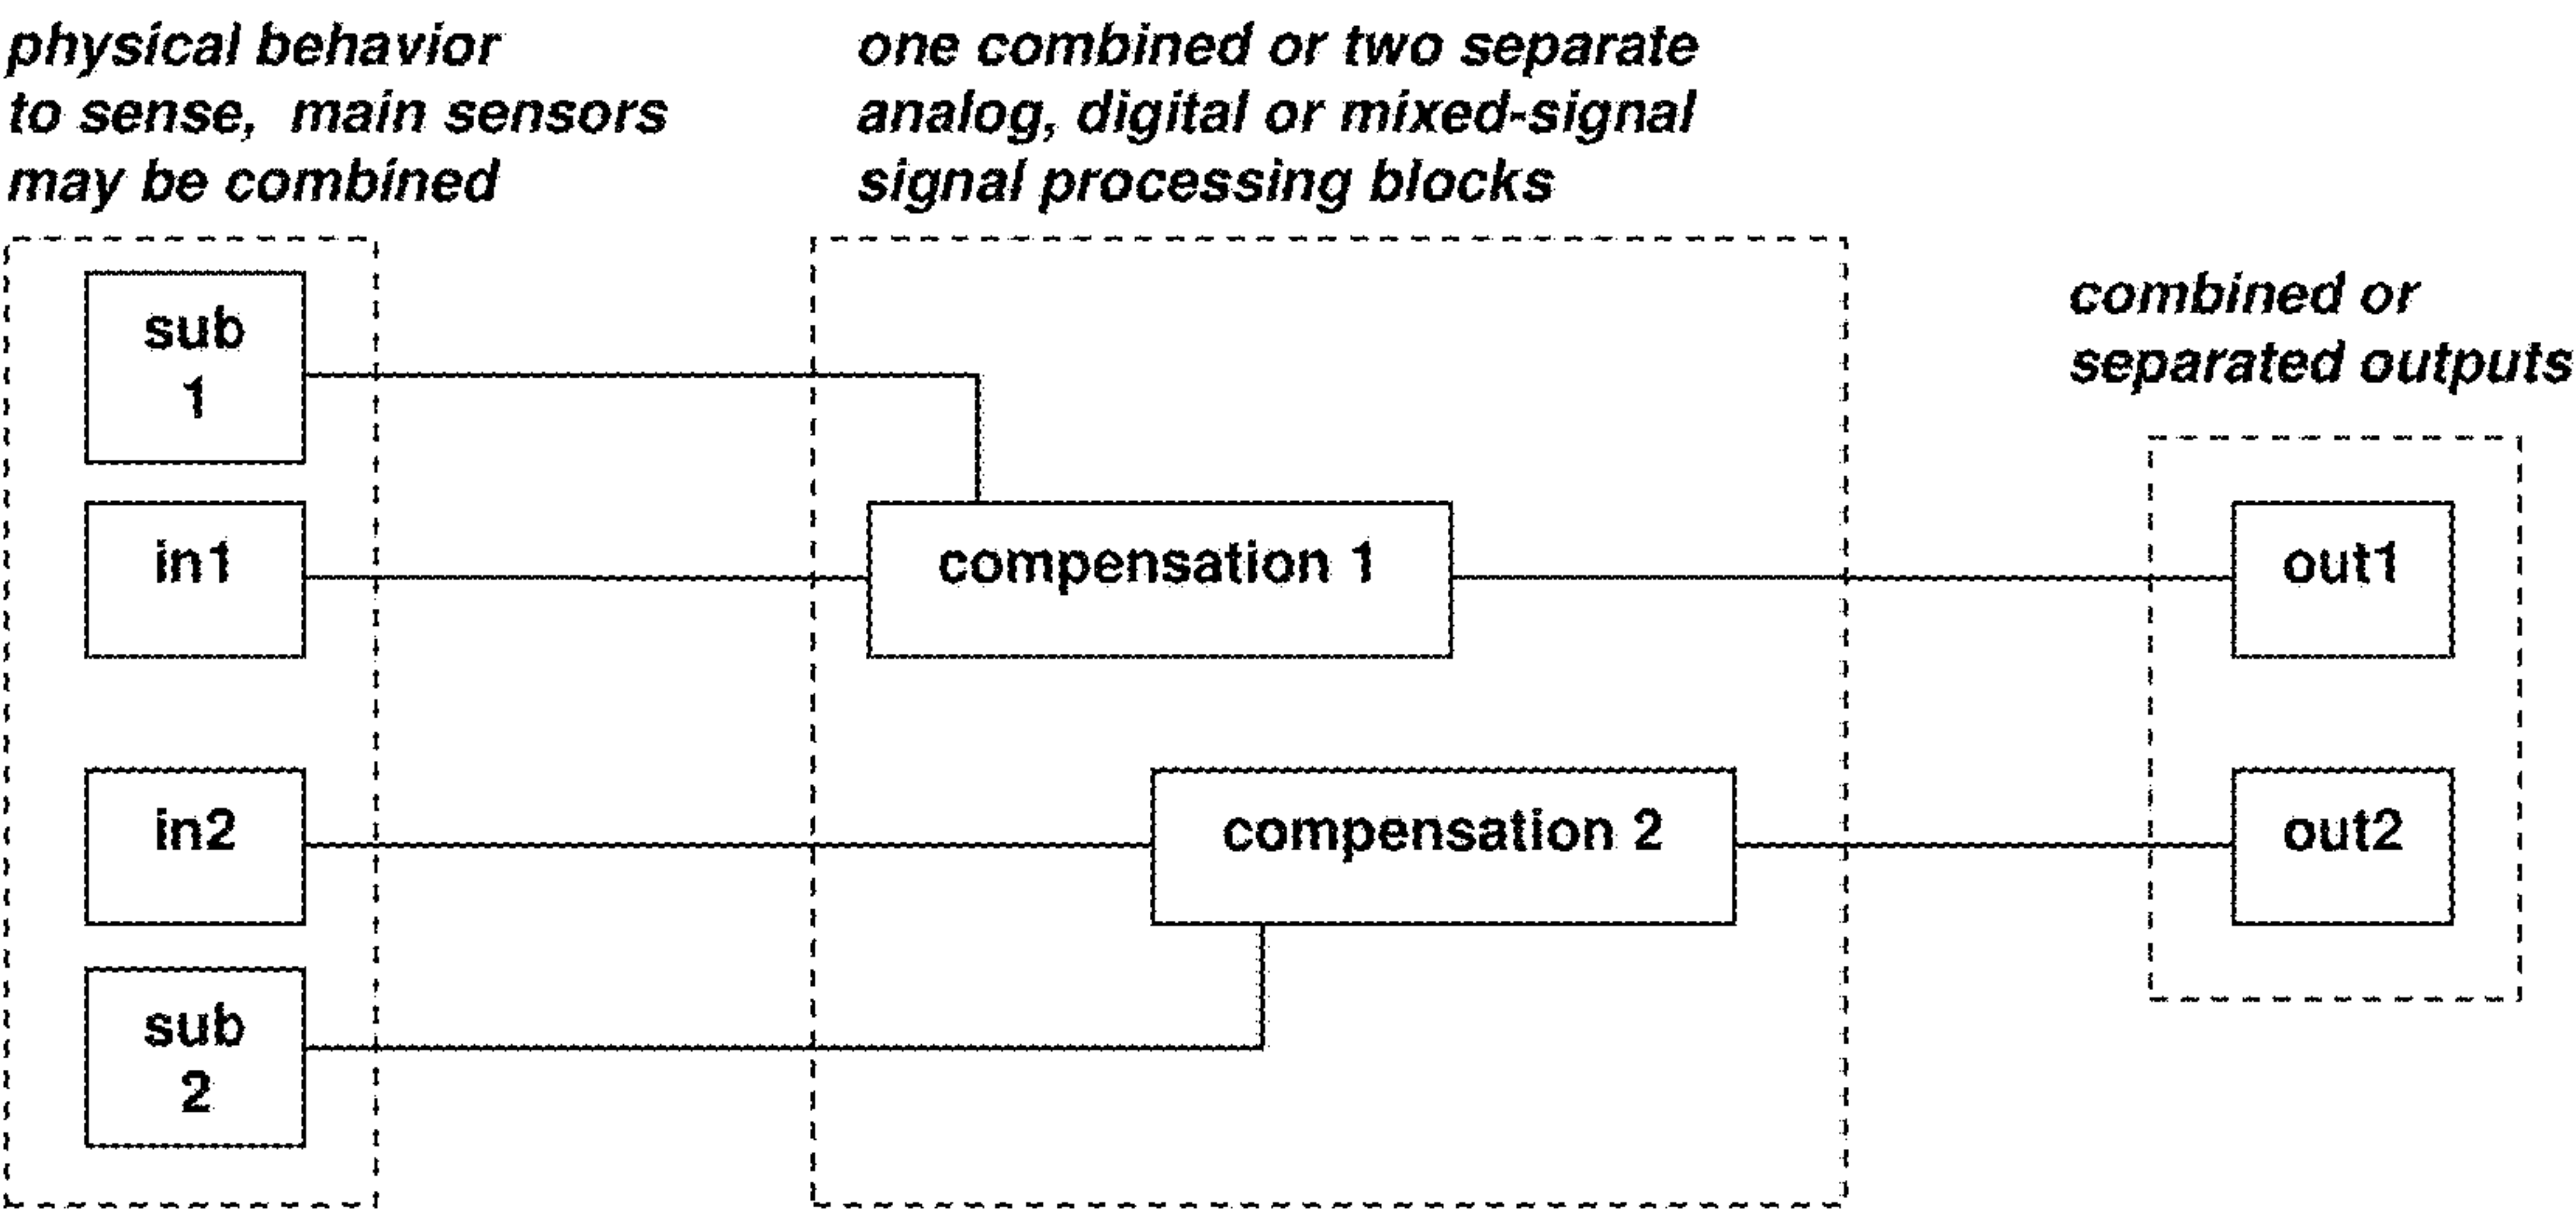 physical behavior
to sense, main sensors
may be combined
one combined or two separate
analog, digital or mixed-signal
signal processing blocks
combined or
separated outputs
sub
1
in1
compensation 1
out1
in2
compensation 2
out2
sub
2